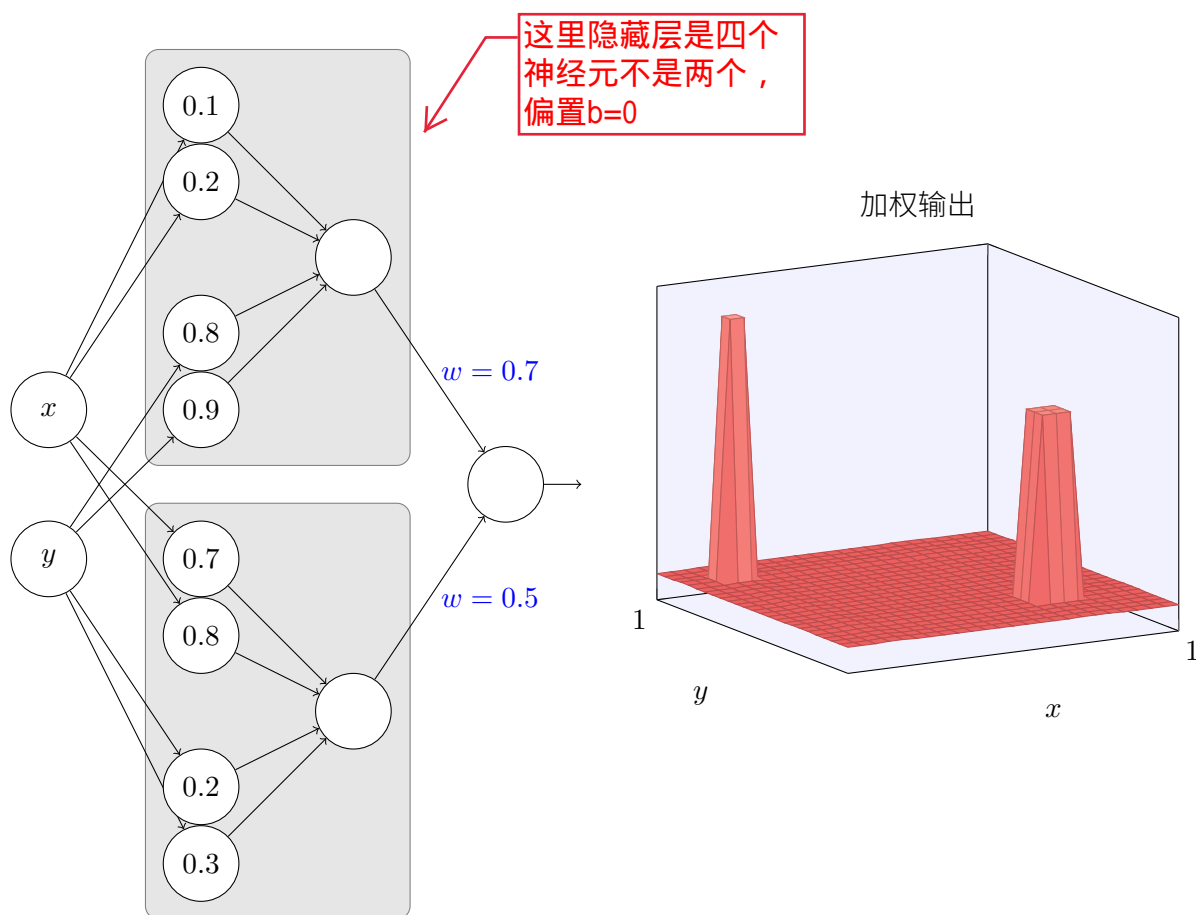 这里隐藏层是四个
神经元不是两个，
偏置b=0
0.1
0.2
0.8
0.9
x
y
0.7
0.8
0.2
0.3
w = 0.7
w = 0.5
加权输出
1
y
x
1